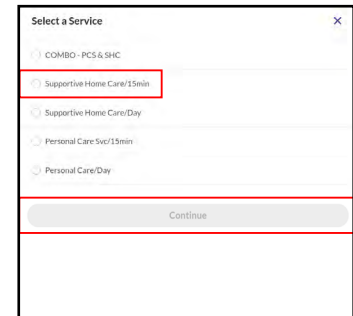 Select a Service
COMBO - PCS & SHC
Supportive Home Care/15min
Supportive Home Care/Day
Personal Care Svc/15min
Personal Care/Day
Continue